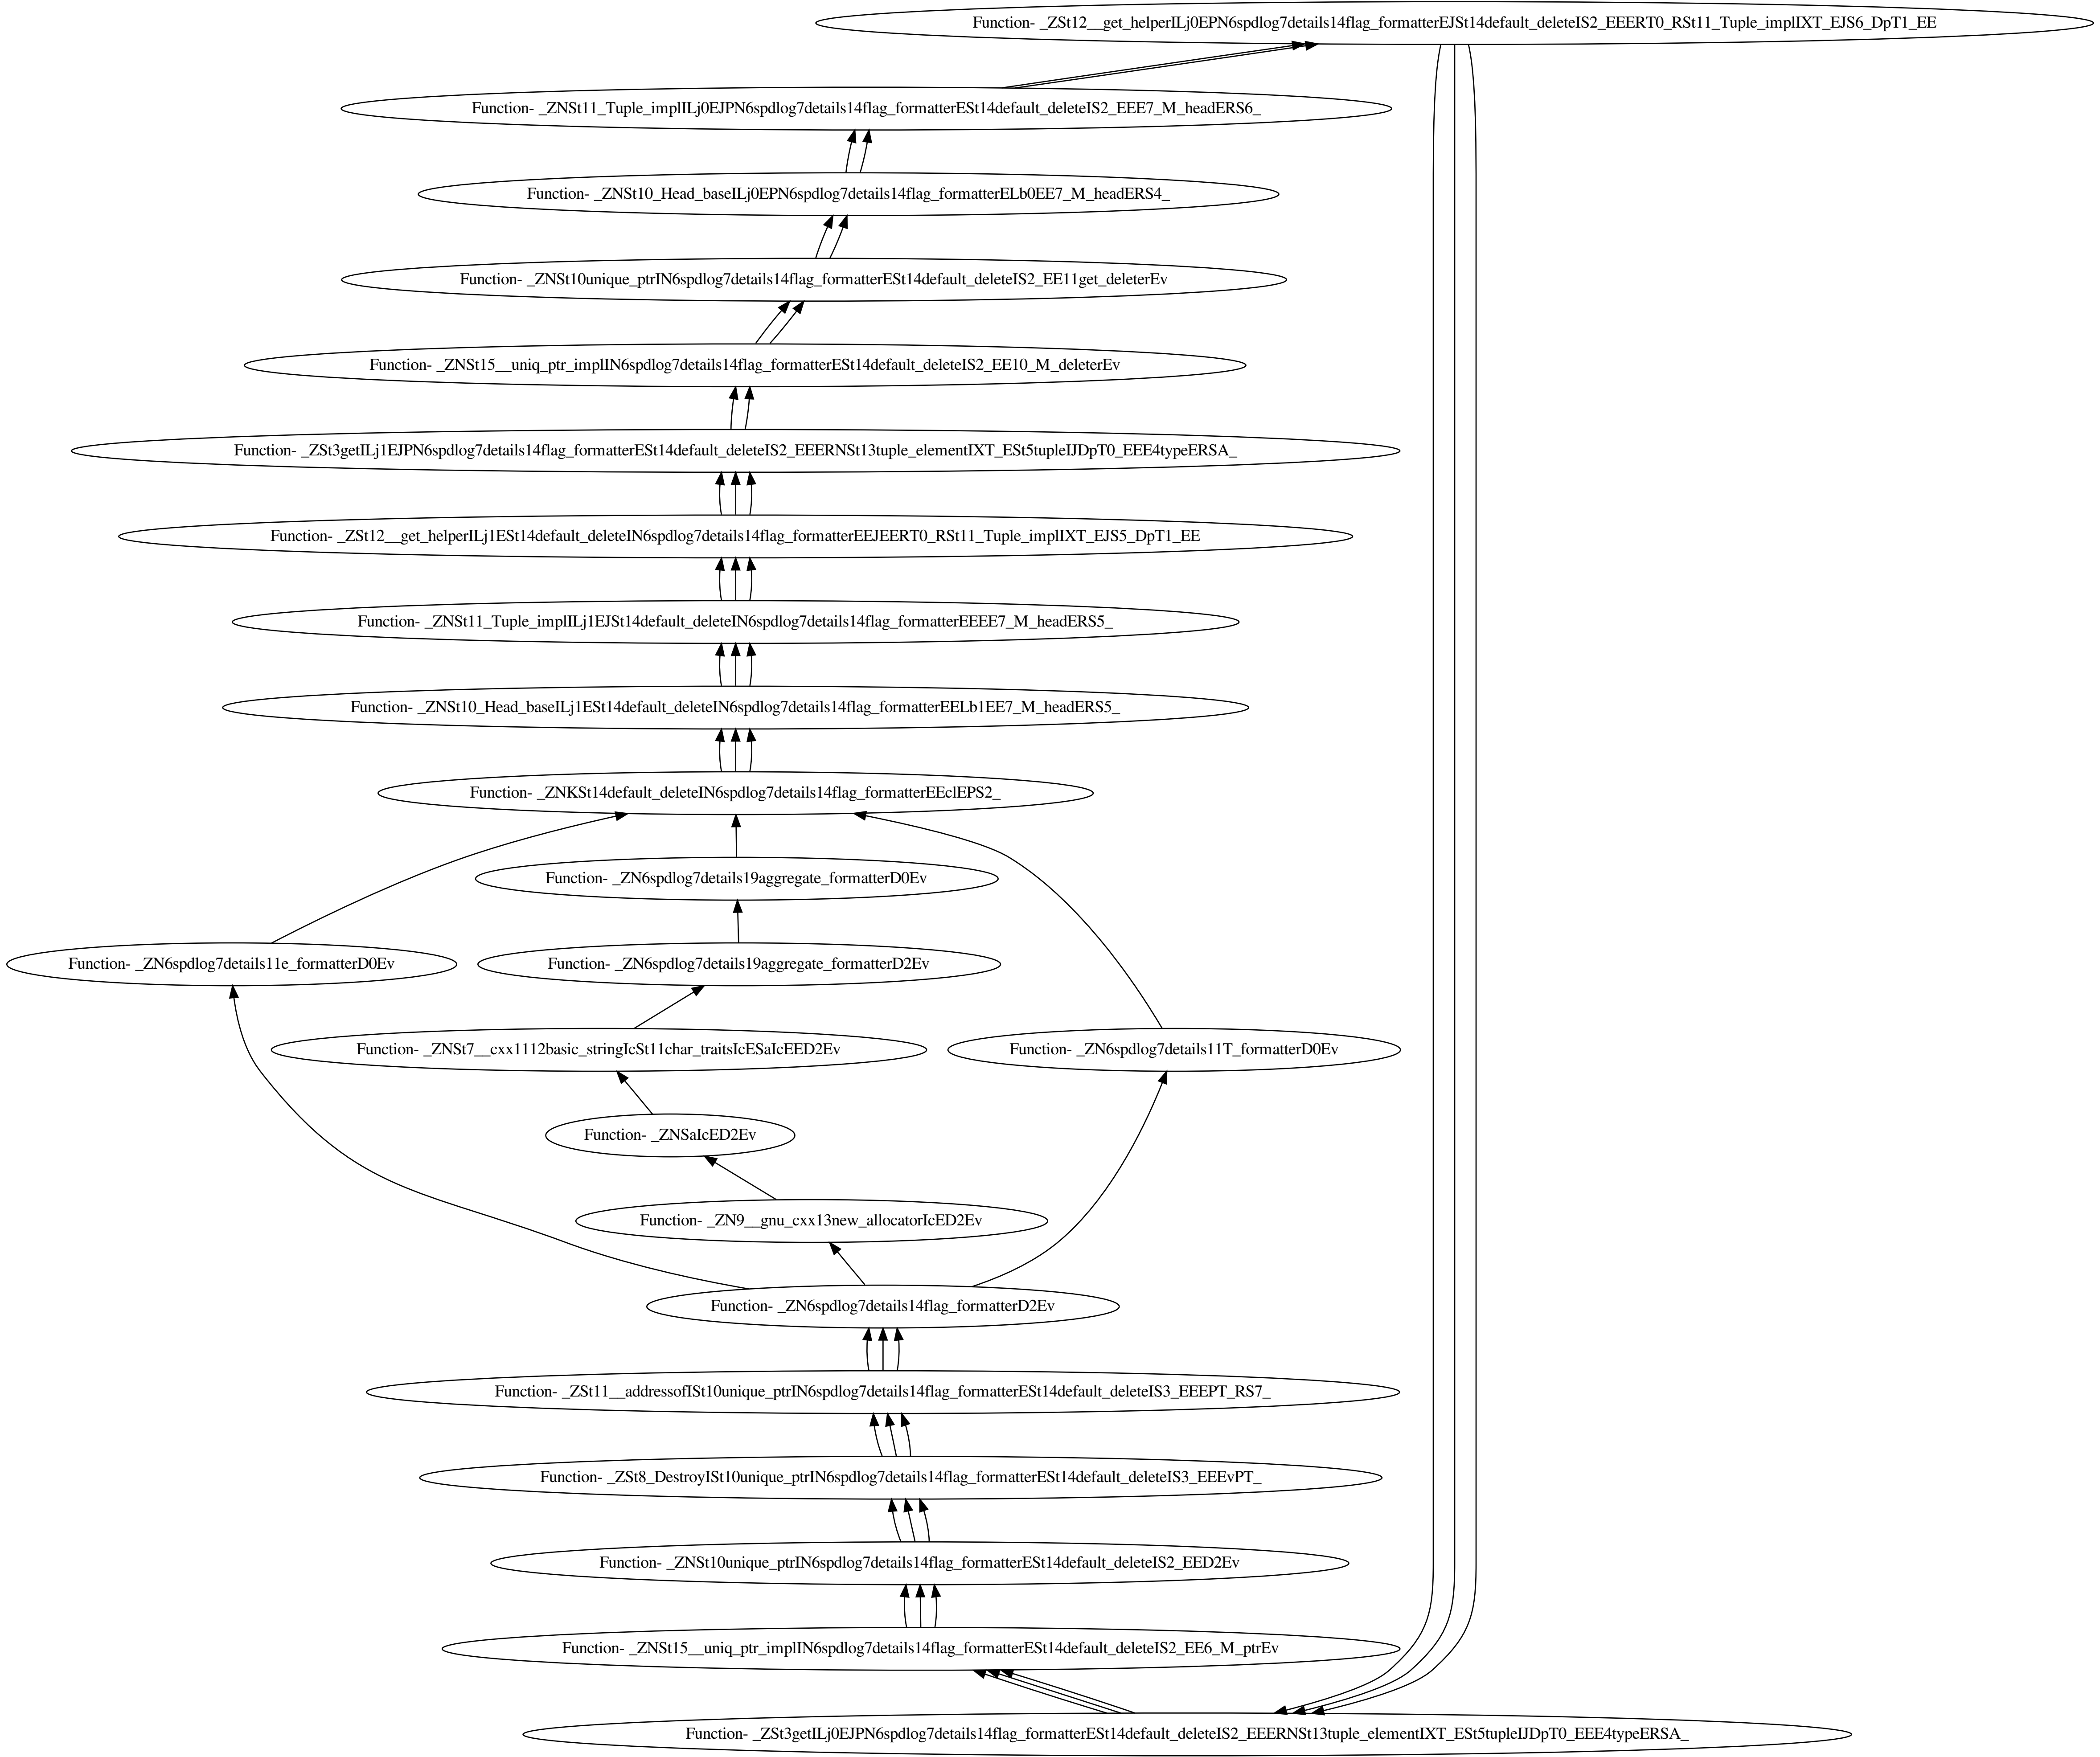 Function- _ZSt12__get_helperILj0EPN6spdlog7details14flag_formatterEJSt14default_deleteIS2_EEERT0_RSt11_Tuple_implIXT_EJS6_DpT1_EE
Function- _ZNSt11_Tuple_implILj0EJPN6spdlog7details14flag_formatterESt14default_deleteIS2_EEE7_M_headERS6_
Function- _ZNSt10_Head_baseILj0EPN6spdlog7details14flag_formatterELb0EE7_M_headERS4_
Function- _ZNSt10unique_ptrIN6spdlog7details14flag_formatterESt14default_deleteIS2_EE11get_deleterEv
Function- _ZNSt15__uniq_ptr_implIN6spdlog7details14flag_formatterESt14default_deleteIS2_EE10_M_deleterEv
Function- _ZSt3getILj1EJPN6spdlog7details14flag_formatterESt14default_deleteIS2_EEERNSt13tuple_elementIXT_ESt5tupleIJDpT0_EEE4typeERSA_
Function- _ZSt12__get_helperILj1ESt14default_deleteIN6spdlog7details14flag_formatterEEJEERT0_RSt11_Tuple_implIXT_EJS5_DpT1_EE
Function- _ZNSt11_Tuple_implILj1EJSt14default_deleteIN6spdlog7details14flag_formatterEEEE7_M_headERS5_
Function- _ZNSt10_Head_baseILj1ESt14default_deleteIN6spdlog7details14flag_formatterEELb1EE7_M_headERS5_
Function- _ZNKSt14default_deleteIN6spdlog7details14flag_formatterEEclEPS2_
Function- _ZN6spdlog7details19aggregate_formatterD0Ev
Function- _ZN6spdlog7details11e_formatterD0Ev
Function- _ZN6spdlog7details19aggregate_formatterD2Ev
Function- _ZNSt7__cxx1112basic_stringIcSt11char_traitsIcESaIcEED2Ev
Function- _ZN6spdlog7details11T_formatterD0Ev
Function- _ZNSaIcED2Ev
Function- _ZN9__gnu_cxx13new_allocatorIcED2Ev
Function- _ZN6spdlog7details14flag_formatterD2Ev
Function- _ZSt11__addressofISt10unique_ptrIN6spdlog7details14flag_formatterESt14default_deleteIS3_EEEPT_RS7_
Function- _ZSt8_DestroyISt10unique_ptrIN6spdlog7details14flag_formatterESt14default_deleteIS3_EEEvPT_
Function- _ZNSt10unique_ptrIN6spdlog7details14flag_formatterESt14default_deleteIS2_EED2Ev
Function- _ZNSt15__uniq_ptr_implIN6spdlog7details14flag_formatterESt14default_deleteIS2_EE6_M_ptrEv
Function- _ZSt3getILj0EJPN6spdlog7details14flag_formatterESt14default_deleteIS2_EEERNSt13tuple_elementIXT_ESt5tupleIJDpT0_EEE4typeERSA_